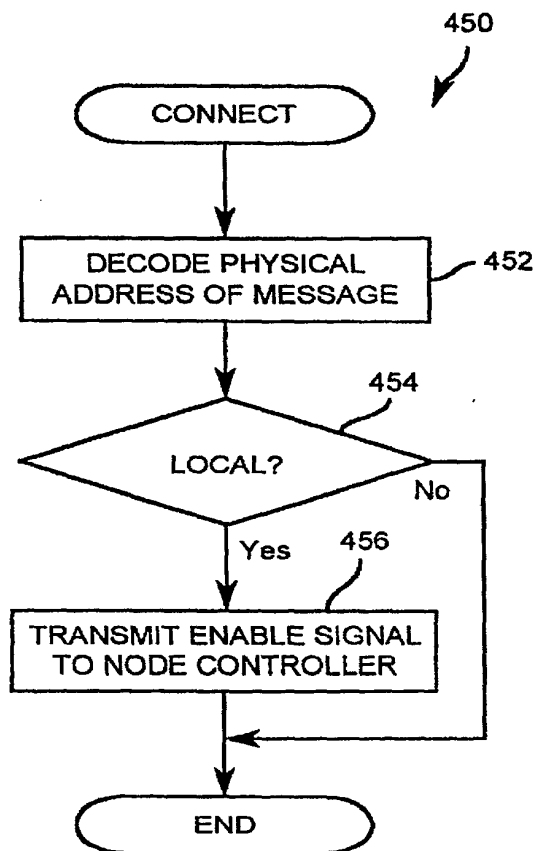 450
CONNECT
DECODE PHYSICAL
ADDRESS OF MESSAGE
452
454
LOCAL?
No
Yes
456
TRANSMIT ENABLE SIGNAL
TO NODE CONTROLLER
END